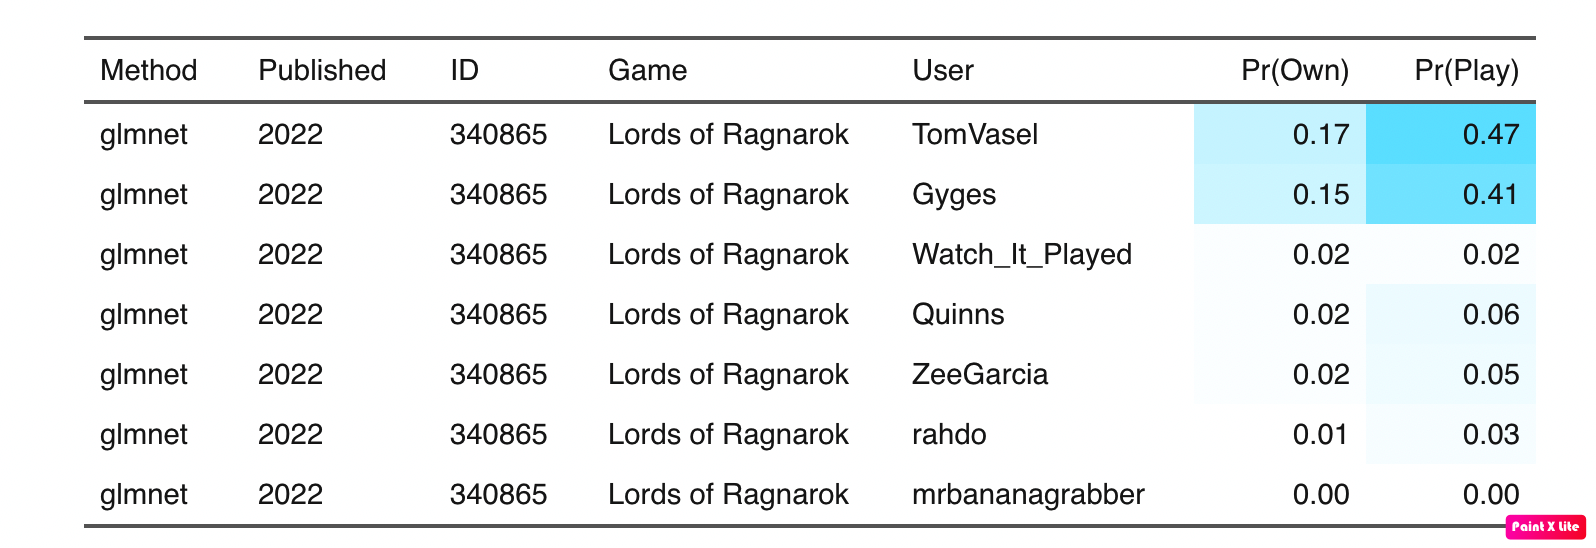 Method Published ID Game User Pr(Own) Pr(Play)
glmnet 2022 340865 Lords of Ragnarok TomVasel 0.17 0.47
glmnet 2022 340865 Lords of Ragnarok Gyges 0.15 0.41
glmnet 2022 340865 Lords of Ragnarok Watch_It_Played 0.02 0.02
glmnet 2022 340865 Lords of Ragnarok Quinns 0.02 0.06
glmnet 2022 340865 Lords of Ragnarok ZeeGarcia 0.02 0.05
glmnet 2022 340865 Lords of Ragnarok rahdo 0.01 0.03
glmnet 2022 340865 Lords of Ragnarok mrbananagrabber 0.00 0.00
Paint X Lite